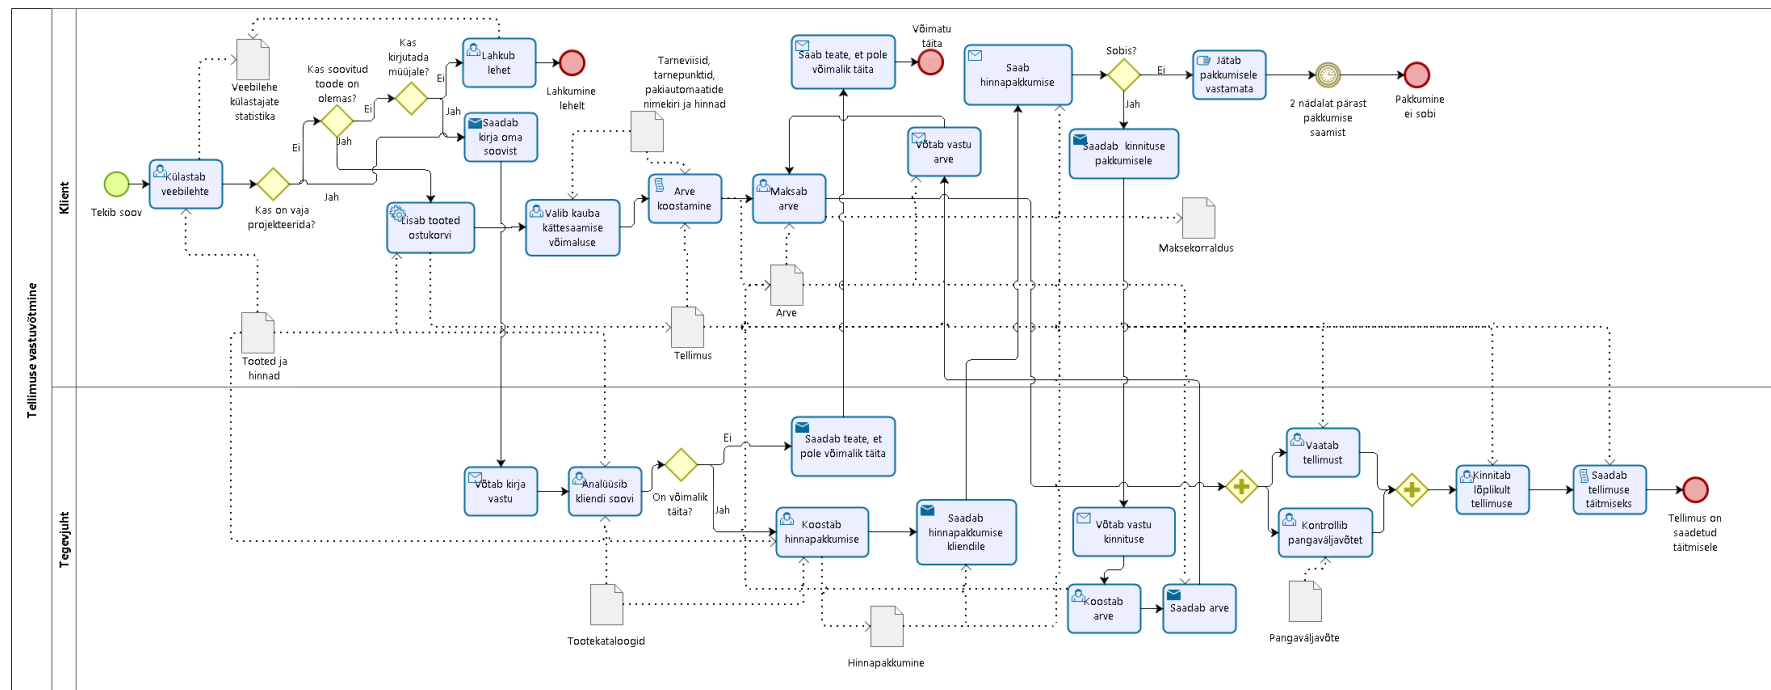 Tellimuse vastuvõtmine
Klient
Tekib soov
Külastab
veebilehte
Veebilehe
külastajate
statistika
Kas on vaja
projekteerida?
Ei
Jah
Kas soovitud
toode on
olemas?
Ei
Jah
Kas
kirjutada
müüjale?
Ei
Jah
Lahkub
lehet
Lahkumine
lehelt
Saadab
kirja oma
soovist
Lisab tooted
ostukorvi
Valib kauba
kättesaamise
võimaluse
Tarneviisid,
tarnepunktid,
pakiautomaatide
nimekiri ja hinnad
Arve
koostamine
Maksab
arve
Saab teate, et pole
võimalik täita
Võimatu
täita
Võtab vastu
arve
Saab
hinnapakkumise
Sobis?
Ei
Jah
Jätab
pakkumisele
vastamata
2 nädalat pärast
pakkumise
saamist
Pakkumine
ei sobi
Saadab kinnituse
pakkumisele
Maksekorraldus
Arve
Tellimus
Tooted ja
hinnad
Tegevjuht
Võtab kirja
vastu
Analüüsib
kliendi soovi
On võimalik
täita?
Ei
Jah
Saadab teate, et
pole võimalik täita
Koostab
hinnapakkumise
Saadab
hinnapakkumise
kliendile
Tootekataloogid
Hinnapakkumine
Võtab vastu
kinnituse
Koostab
arve
Saadab arve
Vaatab
tellimust
Kontrollib
pangaväljavõtet
Pangaväljavõte
Kinnitab
lõplikult
tellimuse
Saadab
tellimuse
täitmiseks
Tellimus on
saadetud
täitmisele